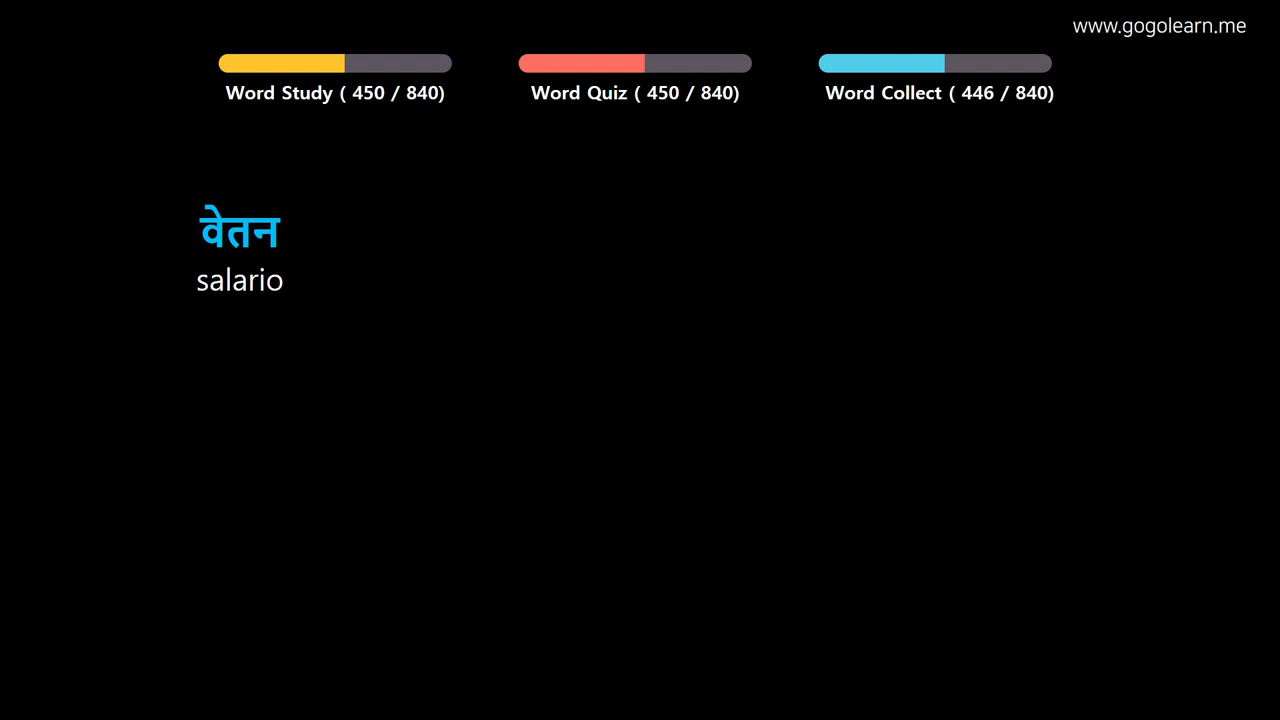 www.gogolearn.me
Word Study ( 450 / 840)
Word Quiz ( 450 / 840)
Word Collect ( 446 / 840)
वेतन
salario